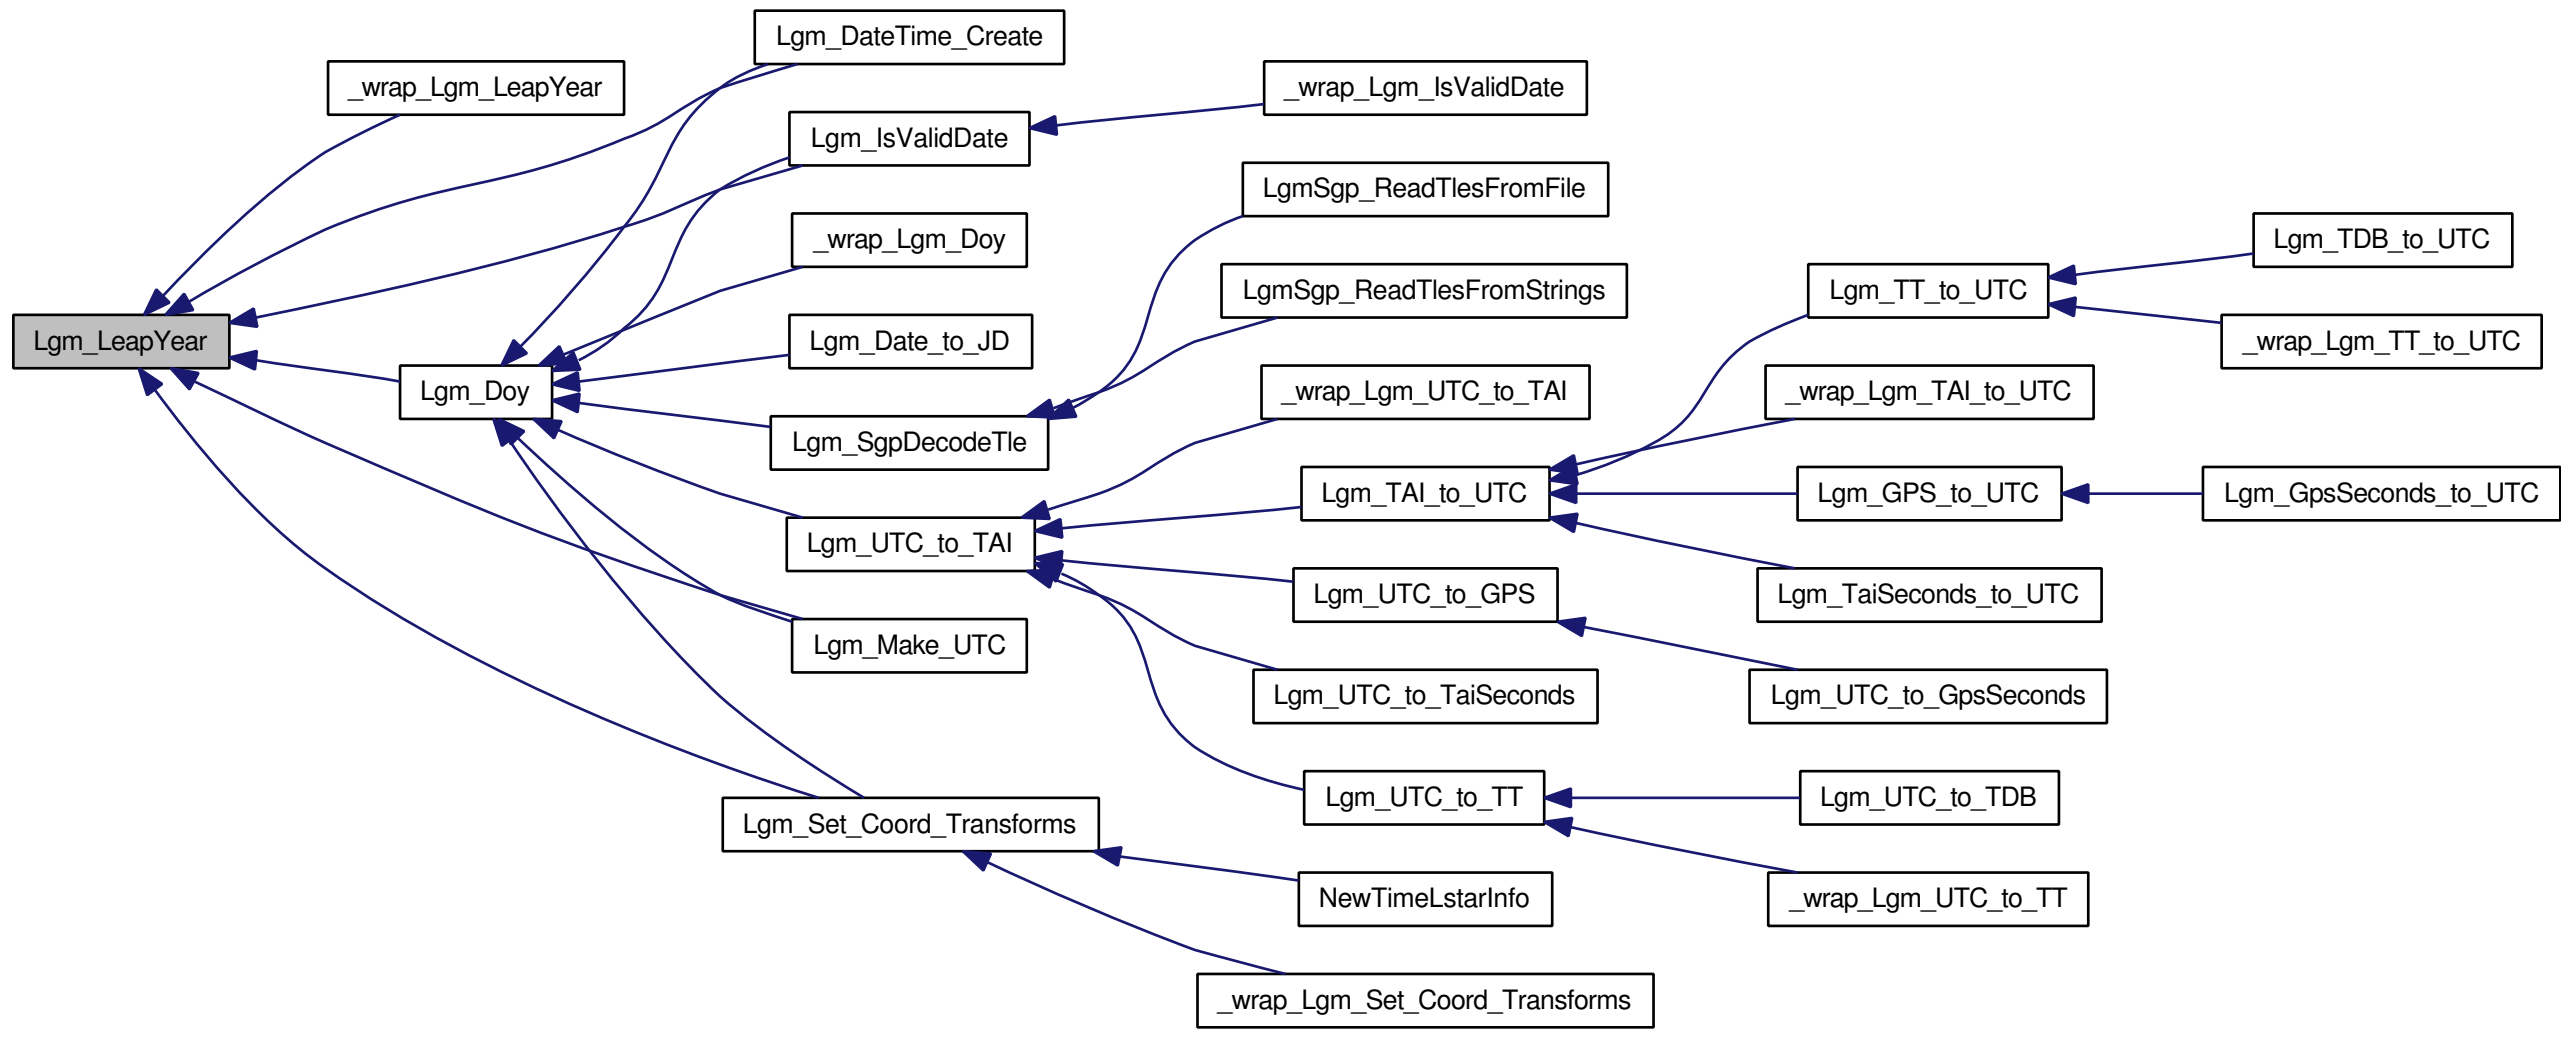 Lgm_DateTime_Create
_wrap_Lgm_LeapYear
_wrap_Lgm_IsValidDate
Lgm_IsValidDate
LgmSgp_ReadTlesFromFile
_wrap_Lgm_Doy
Lgm_TDB_to_UTC
LgmSgp_ReadTlesFromStrings
Lgm_TT_to_UTC
Lgm_LeapYear
Lgm_Date_to_JD
_wrap_Lgm_TT_to_UTC
Lgm_Doy
_wrap_Lgm_UTC_to_TAI
_wrap_Lgm_TAI_to_UTC
Lgm_SgpDecodeTle
Lgm_TAI_to_UTC
Lgm_GPS_to_UTC
Lgm_GpsSeconds_to_UTC
Lgm_UTC_to_TAI
Lgm_UTC_to_GPS
Lgm_TaiSeconds_to_UTC
Lgm_Make_UTC
Lgm_UTC_to_TaiSeconds
Lgm_UTC_to_GpsSeconds
Lgm_UTC_to_TT
Lgm_UTC_to_TDB
Lgm_Set_Coord_Transforms
NewTimeLstarInfo
_wrap_Lgm_UTC_to_TT
_wrap_Lgm_Set_Coord_Transforms